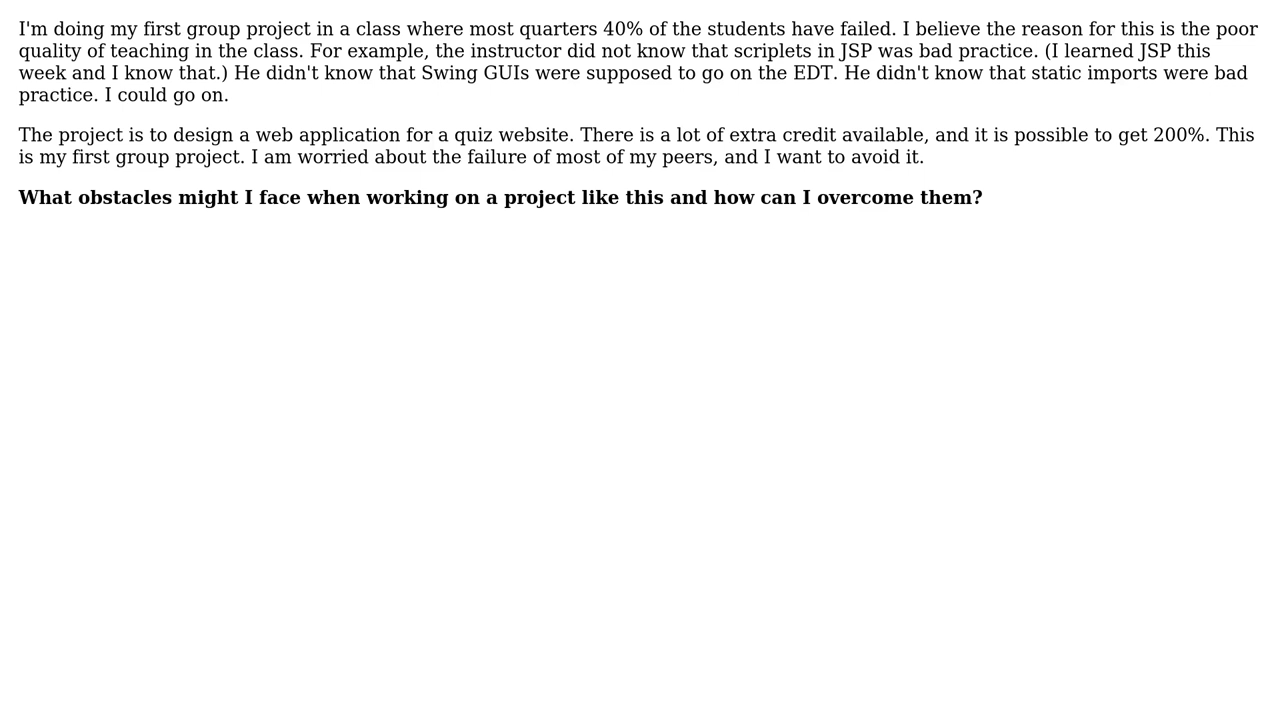 I'm doing my first group project in a class where most quarters 40% of the students have failed. I believe the reason for this is the poor
quality of teaching in the class. For example, the instructor did not know that scriplets in JSP was bad practice. (I learned JSP this
week and I know that.) He didn't know that Swing GUIs were supposed to go on the EDT. He didn't know that static imports were bad
practice. I could go on.
The project is to design a web application for a quiz website. There is a lot of extra credit available, and it is possible to get 200%. This
is my first group project. I am worried about the failure of most of my peers, and I want to avoid it.
What obstacles might I face when working on a project like this and how can I overcome them?